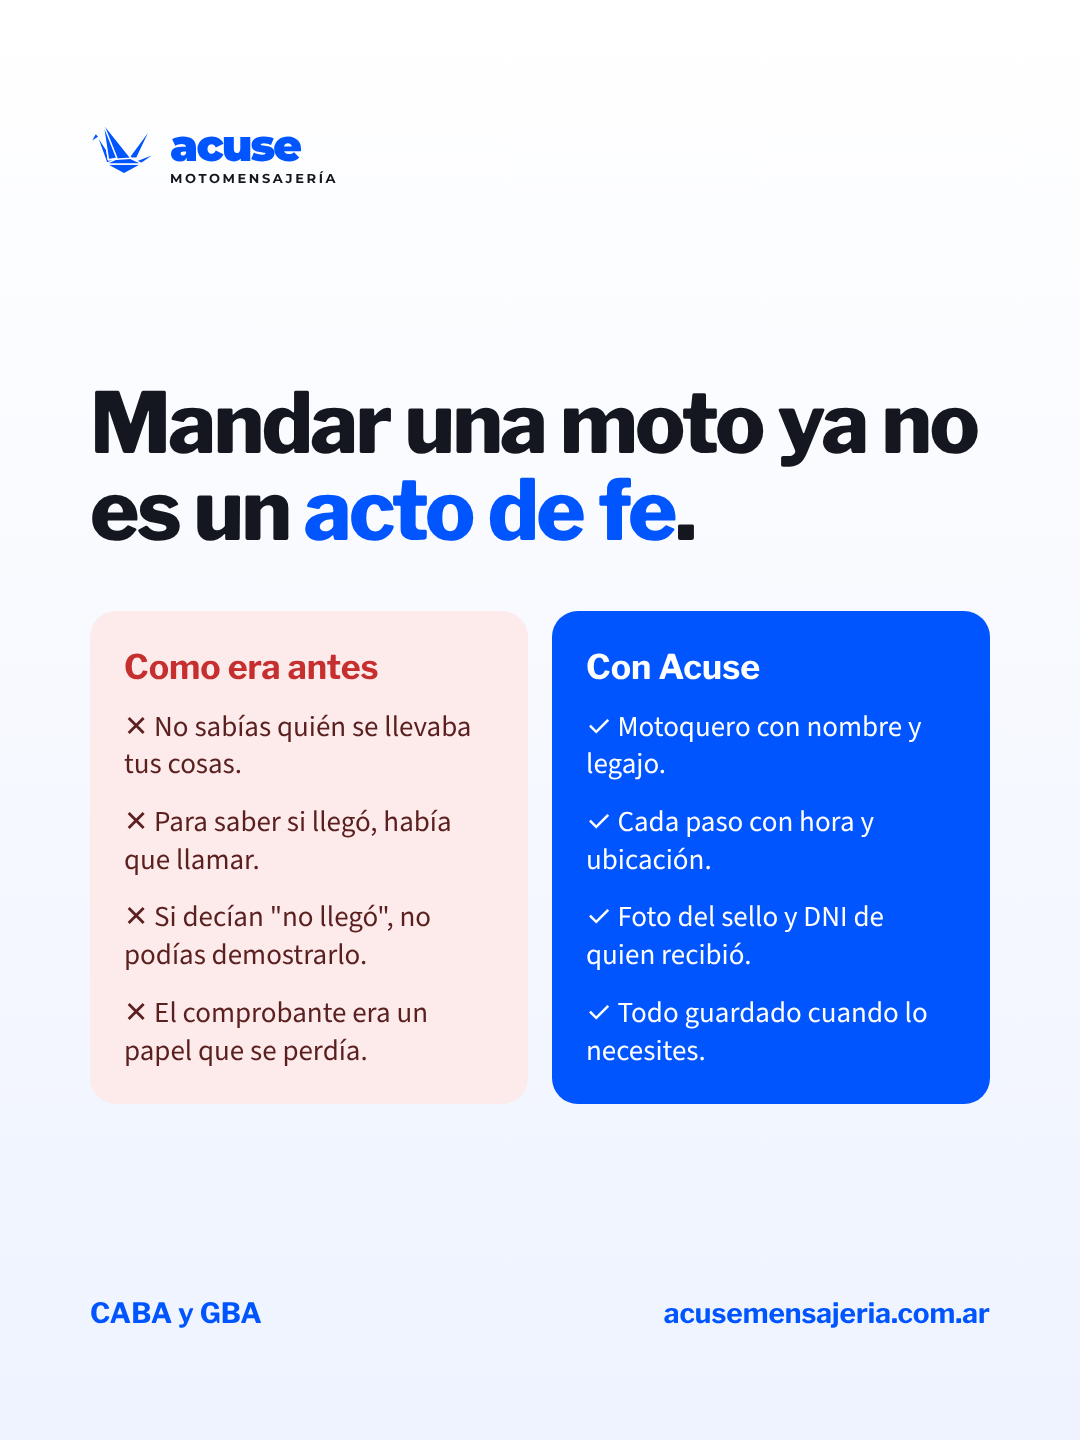 acuse
MOTOMENSAJERÍA
Mandar una moto ya no
es un acto de fe.
Como era antes
✕ No sabías quién se llevaba
tus cosas.
✕ Para saber si llegó, había
que llamar.
✕ Si decían "no llegó", no
podías demostrarlo.
✕ El comprobante era un
papel que se perdía.
Con Acuse
✓ Motoquero con nombre y
legajo.
✓ Cada paso con hora y
ubicación.
✓ Foto del sello y DNI de
quien recibió.
✓ Todo guardado cuando lo
necesites.
CABA y GBA
acusemensajeria.com.ar